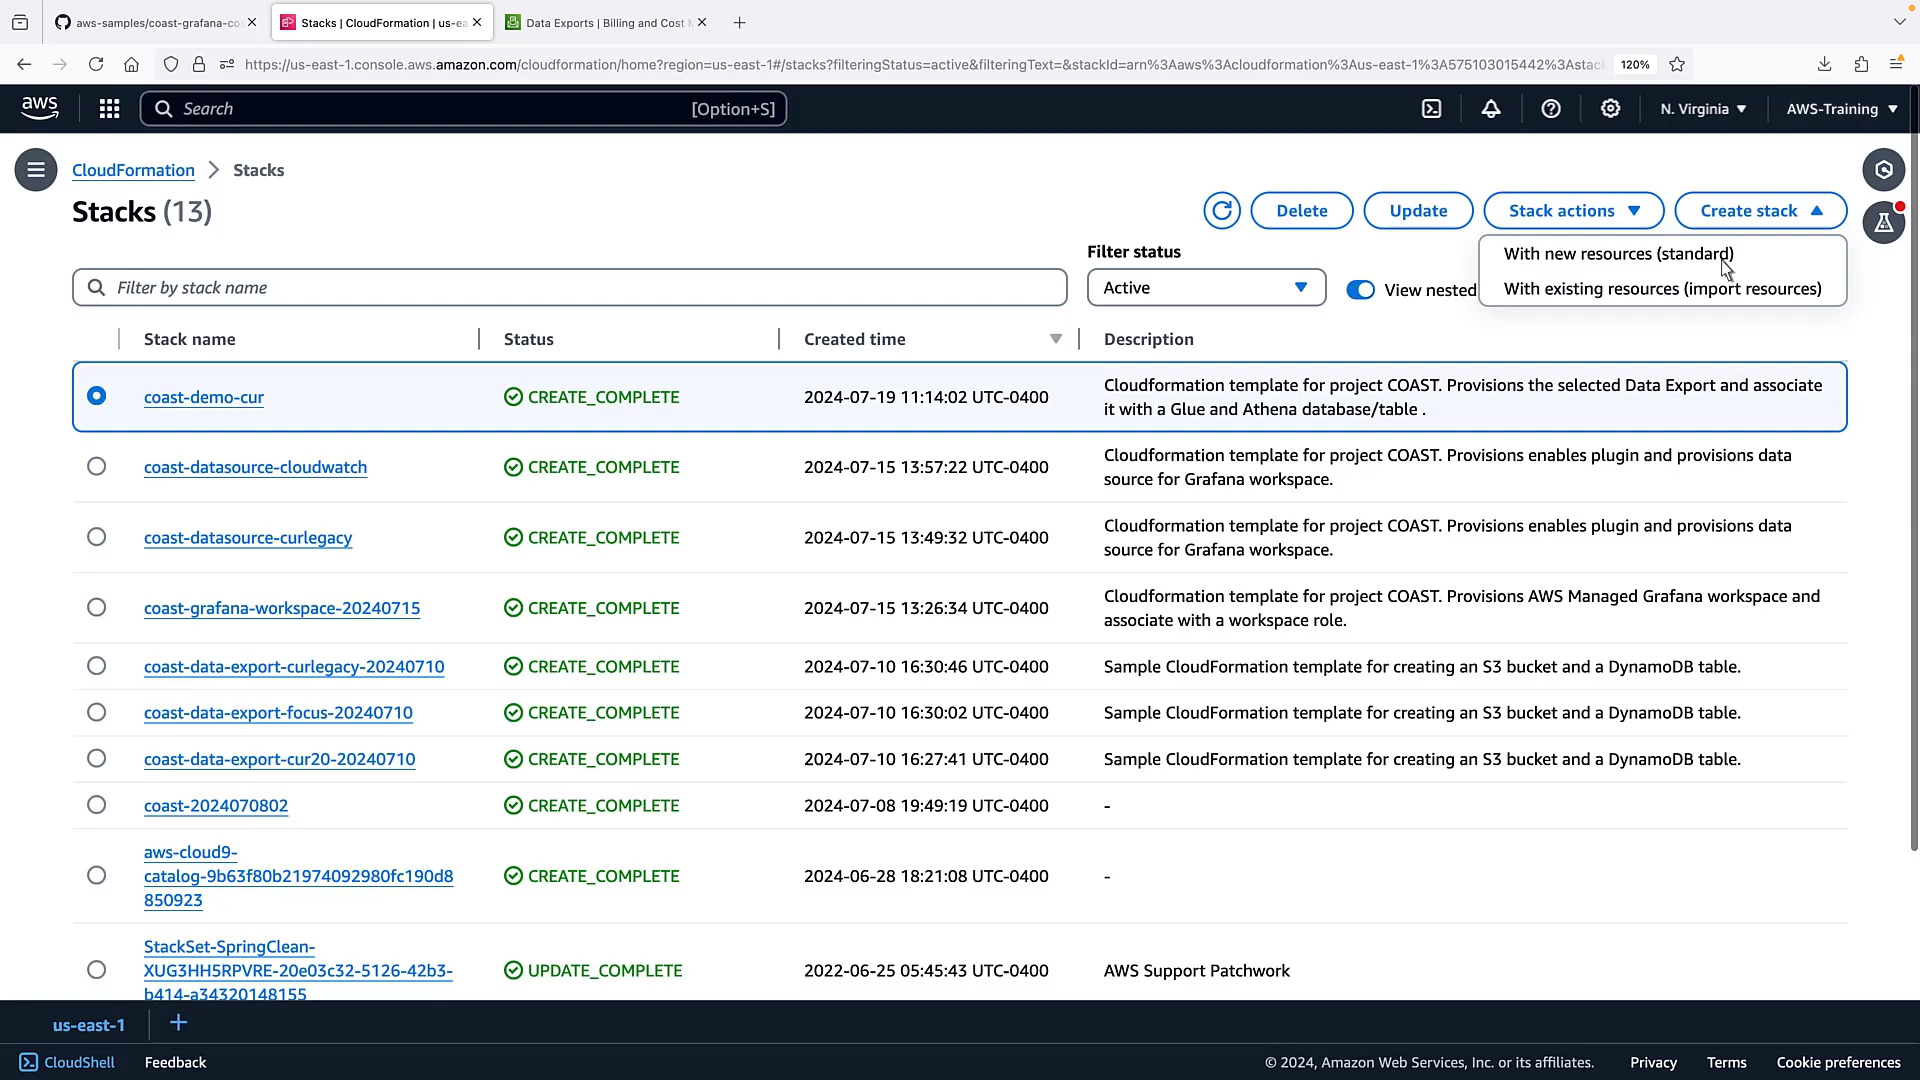 aws-samples/coast-grafana-co
Stacks | CloudFormation | us-ea
Data Exports | Billing and Cost M
https://us-east-1.console.aws.amazon.com/cloudformation/home?region=us-east-1#/stacks?filteringStatus=active&filteringText=&stackId=arn%3Aaws%3Acloudformation%3Aus-east-1%3A575103015442%3Astac
120%
aws
Search
[Option+S]
N. Virginia
AWS-Training
CloudFormation
Stacks
Stacks (13)
Delete
Update
Stack actions
Create stack
With new resources (standard)
With existing resources (import resources)
Filter status
Filter by stack name
Active
View nested
Stack name
Status
Created time
Description
coast-demo-cur
CREATE_COMPLETE
2024-07-19 11:14:02 UTC-0400
Cloudformation template for project COAST. Provisions the selected Data Export and associate
it with a Glue and Athena database/table .
coast-datasource-cloudwatch
CREATE_COMPLETE
2024-07-15 13:57:22 UTC-0400
Cloudformation template for project COAST. Provisions enables plugin and provisions data
source for Grafana workspace.
coast-datasource-curlegacy
CREATE_COMPLETE
2024-07-15 13:49:32 UTC-0400
Cloudformation template for project COAST. Provisions enables plugin and provisions data
source for Grafana workspace.
coast-grafana-workspace-20240715
CREATE_COMPLETE
2024-07-15 13:26:34 UTC-0400
Cloudformation template for project COAST. Provisions AWS Managed Grafana workspace and
associate with a workspace role.
coast-data-export-curlegacy-20240710
CREATE_COMPLETE
2024-07-10 16:30:46 UTC-0400
Sample CloudFormation template for creating an S3 bucket and a DynamoDB table.
coast-data-export-focus-20240710
CREATE_COMPLETE
2024-07-10 16:30:02 UTC-0400
Sample CloudFormation template for creating an S3 bucket and a DynamoDB table.
coast-data-export-cur20-20240710
CREATE_COMPLETE
2024-07-10 16:27:41 UTC-0400
Sample CloudFormation template for creating an S3 bucket and a DynamoDB table.
coast-2024070802
CREATE_COMPLETE
2024-07-08 19:49:19 UTC-0400
-
aws-cloud9-
catalog-9b63f80b21974092980fc190d8
850923
CREATE_COMPLETE
2024-06-28 18:21:08 UTC-0400
-
StackSet-SpringClean-
XUG3HH5RPVRE-20e03c32-5126-42b3-
b414-a34320148155
UPDATE_COMPLETE
2022-06-25 05:45:43 UTC-0400
AWS Support Patchwork
us-east-1
CloudShell
Feedback
© 2024, Amazon Web Services, Inc. or its affiliates.
Privacy
Terms
Cookie preferences